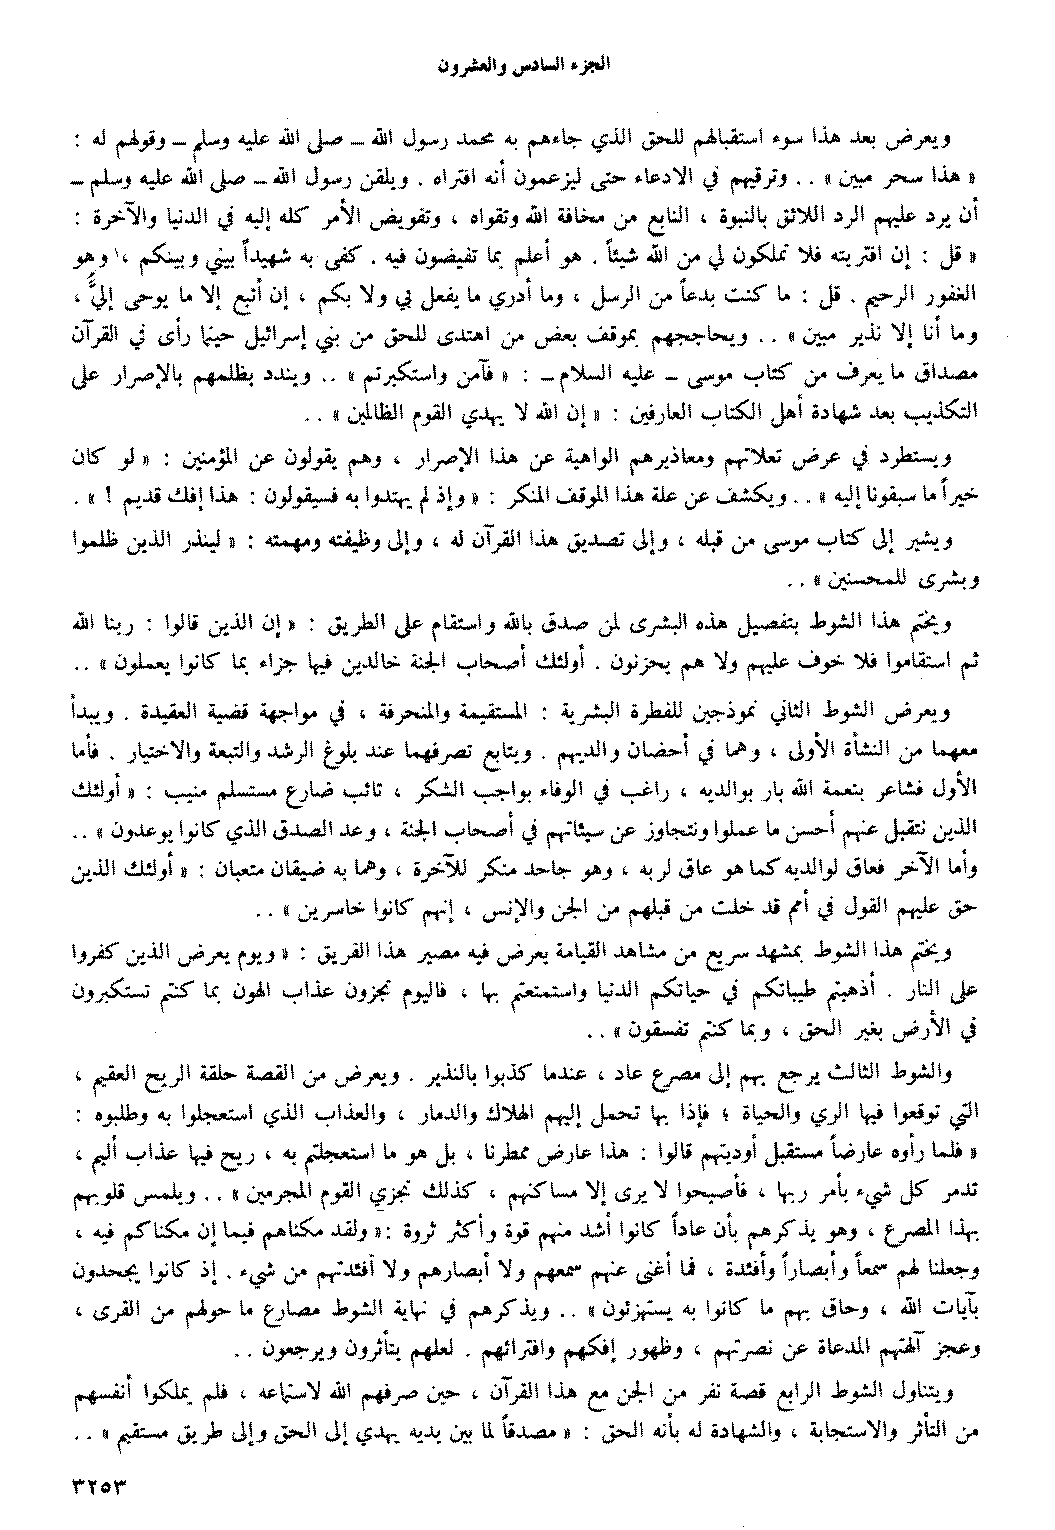 الجزء السادس والعشرون
ويعرض بعد هذا سوء استقبالهم للحق الذي جاءهم به محمد رسول الله – صلى الله عليه وسلم – وقولهم له :
« هذا سحر مبين » .. وترقيهم في الادعاء حتى ليزعمون أنه افتراه . ويلقن رسول الله – صلى الله عليه وسلم –
أن يرد عليهم الرد اللائق بالنبوة ، النابع من مخافة الله وتقواه ، وتفويض الأمر كله إليه في الدنيا والآخرة :
« قل : إن افتريته فلا تملكون لي من الله شيئاً . هو أعلم بما تفيضون فيه . كفى به شهيداً بيني وبينكم ، وهو
الغفور الرحيم . قل : ما كنت بدعاً من الرسل ، وما أدري ما يفعل بي ولا بكم ، إن أتبع إلا ما يوحى إليَّ ،
وما أنا إلا نذير مبين » .. ويحاججهم بموقف بعض من اهتدى للحق من بني إسرائيل حينما رأى في القرآن
مصداق ما يعرف من كتاب موسى – عليه السلام – : « فآمن واستكبرتم » .. ويندد بظلمهم بالإصرار على
التكذيب بعد شهادة أهل الكتاب العارفين : « إن الله لا يهدي القوم الظالمين » ..
ويستطرد في عرض تعلاتهم ومعاذيرهم الواهية عن هذا الإصرار ، وهم يقولون عن المؤمنين : « لو كان
خيراً ما سبقونا إليه » .. ويكشف عن علة هذا الموقف المنكر : « وإذ لم يهتدوا به فسيقولون : هذا إفك قديم ! » .
ويشير إلى كتاب موسى من قبله ، وإلى تصديق هذا القرآن له ، وإلى وظيفته ومهمته : « لينذر الذين ظلموا
وبشرى للمحسنين » ..
ويختم هذا الشوط بتفصيل هذه البشرى لمن صدق بالله واستقام على الطريق : « إن الذين قالوا : ربنا الله
ثم استقاموا فلا خوف عليهم ولا هم يحزنون . أولئك أصحاب الجنة خالدين فيها جزاء بما كانوا يعملون » ..
ويعرض الشوط الثاني نموذجين للفطرة البشرية : المستقيمة والمنحرفة ، في مواجهة قضية العقيدة . ويبدأ
معهما من النشأة الأولى ، وهما في أحضان والديهم . ويتابع تصرفهما عند بلوغ الرشد والتبعة والاختيار . فأما
الأول فشاعر بنعمة الله بار بوالديه ، راغب في الوفاء بواجب الشكر ، تائب ضارع مستسلم منيب : « أولئك
الذين نتقبل عنهم أحسن ما عملوا ونتجاوز عن سيئاتهم في أصحاب الجنة ، وعد الصدق الذي كانوا يوعدون » ..
وأما الآخر فعاق لوالديه كما هو عاق لربه ، وهو جاحد منكر للآخرة ، وهما به ضيقان متعبان : « أولئك الذين
حق عليهم القول في أمم قد خلت من قبلهم من الجن والإنس ، إنهم كانوا خاسرين » ..
ويختم هذا الشوط بمشهد سريع من مشاهد القيامة يعرض فيه مصير هذا الفريق : « ويوم يعرض الذين كفروا
على النار . أذهبتم طيباتكم في حياتكم الدنيا واستمتعتم بها ، فاليوم تجزون عذاب الهون بما كنتم تستكبرون
في الأرض بغير الحق ، وبما كنتم تفسقون » ..
والشوط الثالث يرجع بهم إلى مصرع عاد ، عندما كذبوا بالنذير . ويعرض من القصة حلقة الريح العقيم ،
التي توقعوا فيها الري والحياة ؛ فإذا بها تحمل إليهم الهلاك والدمار ، والعذاب الذي استعجلوا به وطلبوه :
« فلما رأوه عارضاً مستقبل أوديتهم قالوا : هذا عارض ممطرنا ، بل هو ما استعجلتم به ، ريح فيها عذاب أليم ،
تدمر كل شيء بأمر ربها ، فأصبحوا لا يرى إلا مساكنهم ، كذلك نجزي القوم المجرمين » .. ويلمس قلوبهم
بهذا المصرع ، وهو يذكرهم بأن عاداً كانوا أشد منهم قوة وأكثر ثروة : « ولقد مكناهم فيما إن مكناكم فيه ،
وجعلنا لهم سمعاً وأبصاراً وأفئدة ، فما أغنى عنهم سمعهم ولا أبصارهم ولا أفئدتهم من شيء . إذ كانوا يجحدون
بآيات الله ، وحاق بهم ما كانوا به يستهزئون » .. ويذكرهم في نهاية الشوط مصارع ما حولهم من القرى ،
وعجز آلهتهم المدعاة عن نصرتهم ، وظهور إفكهم وافترائهم . لعلهم يتأثرون ويرجعون ..
ويتناول الشوط الرابع قصة نفر من الجن مع هذا القرآن ، حين صرفهم الله لاستماعه ، فلم يملكوا أنفسهم
من التأثر والاستجابة ، والشهادة له بأنه الحق : « مصدقاً لما بين يديه يهدي إلى الحق وإلى طريق مستقيم » ..
٣٢٥٣